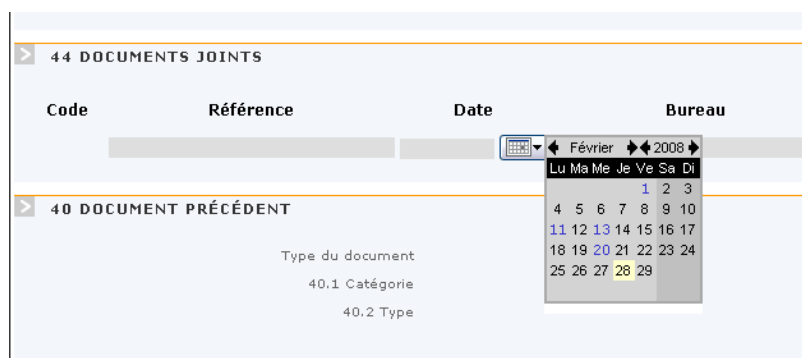 44 DOCUMENTS JOINTS
Code Référence Date Bureau
Février 2008
Lu Ma Me Je Ve Sa Di
1 2 3
4 5 6 7 8 9 10
11 12 13 14 15 16 17
18 19 20 21 22 23 24
25 26 27 28 29
40 DOCUMENT PRÉCÉDENT
Type du document
40.1 Catégorie
40.2 Type